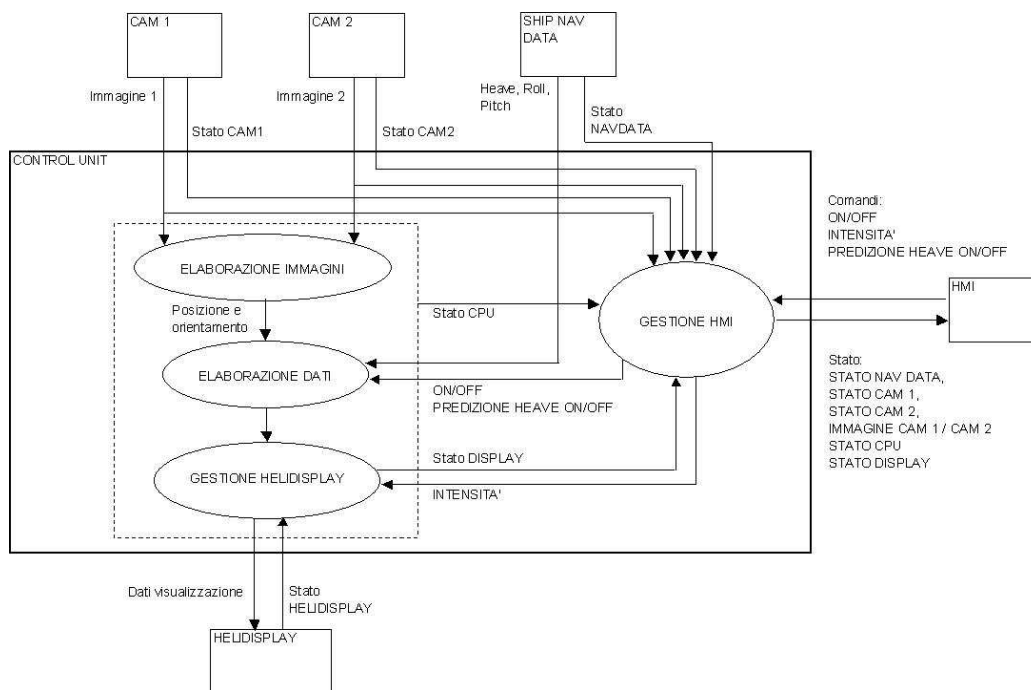 CAM 1
CAM 2
SHIP NAV
DATA
Immagine 1
Immagine 2
Heave, Roll,
Pitch
Stato CAM1
Stato CAM2
Stato
NAVDATA
CONTROL UNIT
Comandi:
ON/OFF
INTENSITA'
PREDIZIONE HEAVE ON/OFF
ELABORAZIONE IMMAGINI
HMI
Posizione e
orientamento
Stato CPU
GESTIONE HMI
ELABORAZIONE DATI
ON/OFF
PREDIZIONE HEAVE ON/OFF
Stato:
STATO NAV DATA,
STATO CAM 1,
STATO CAM 2,
IMMAGINE CAM 1 / CAM 2
STATO CPU
STATO DISPLAY
Stato DISPLAY
GESTIONE HELIDISPLAY
INTENSITA'
Dati visualizzazione
Stato
HELIDISPLAY
HELIDISPLAY